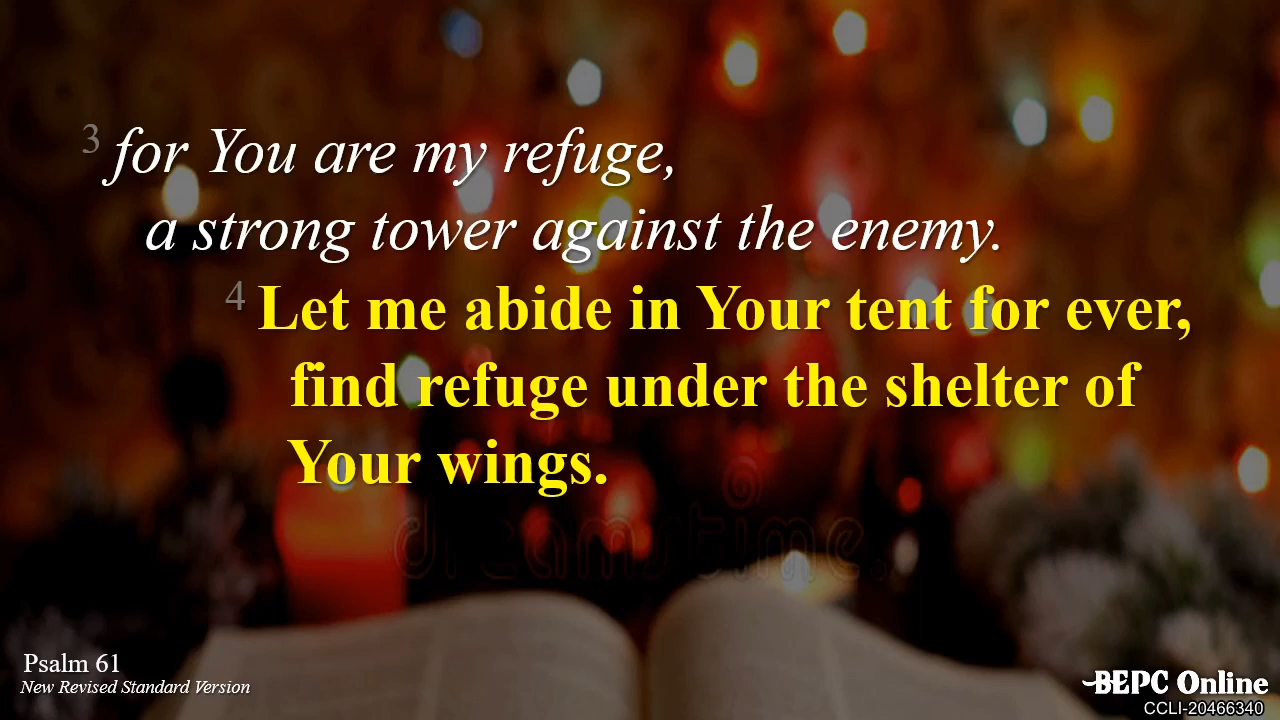 3 for You are my refuge,
a strong tower against the enemy.
4 Let me abide in Your tent for ever,
find refuge under the shelter of
Your wings.
dreamstime.
Psalm 61
New Revised Standard Version
BEPC Online
CCLI-20466340